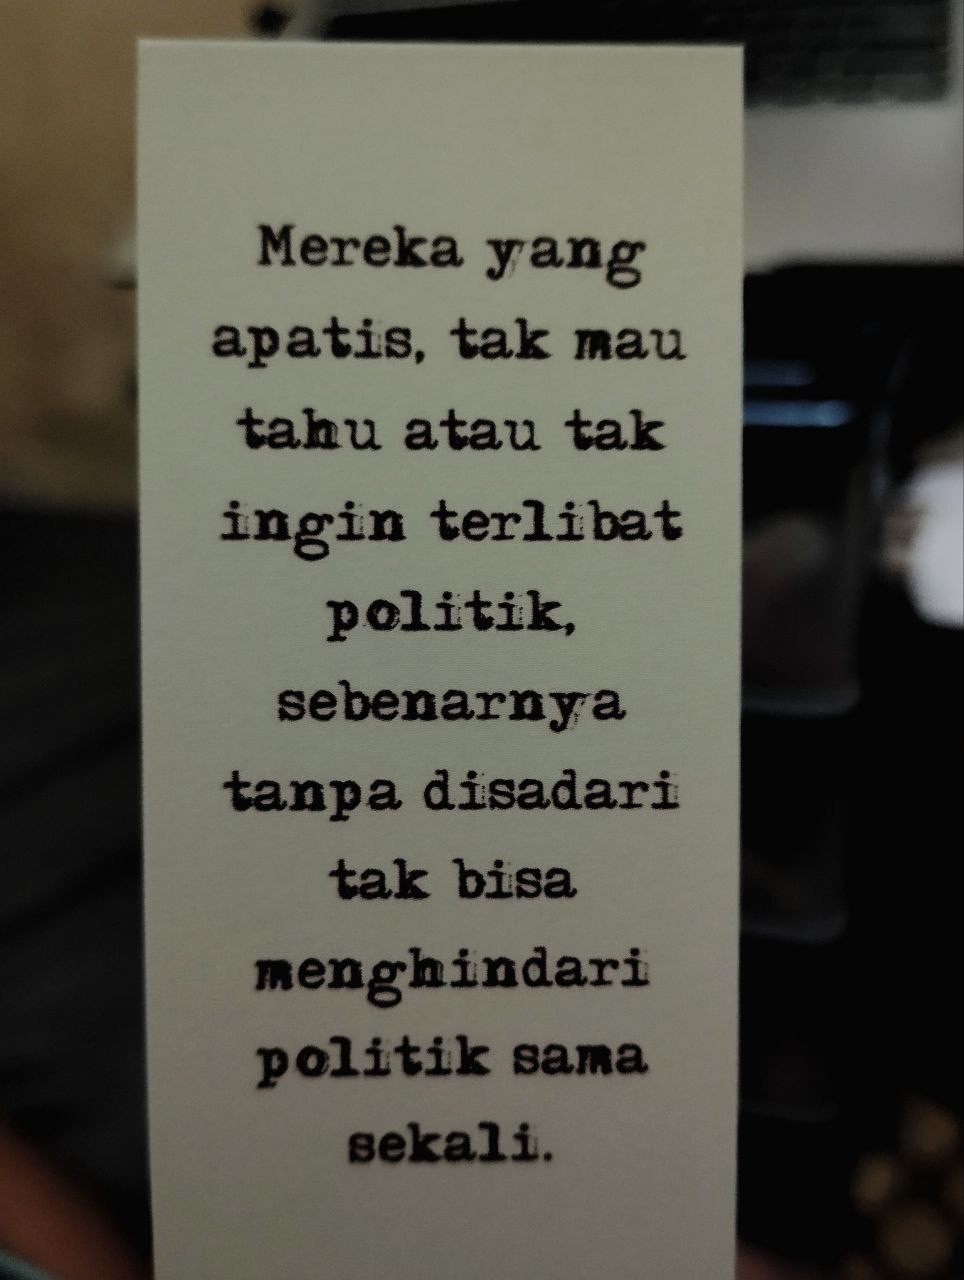 Mereka yang
apatis, tak mau
tahu atau tak
ingin terlibat
politik,
sebenarnya
tanpa disadari
tak bisa
menghindari
politik sama
sekali.